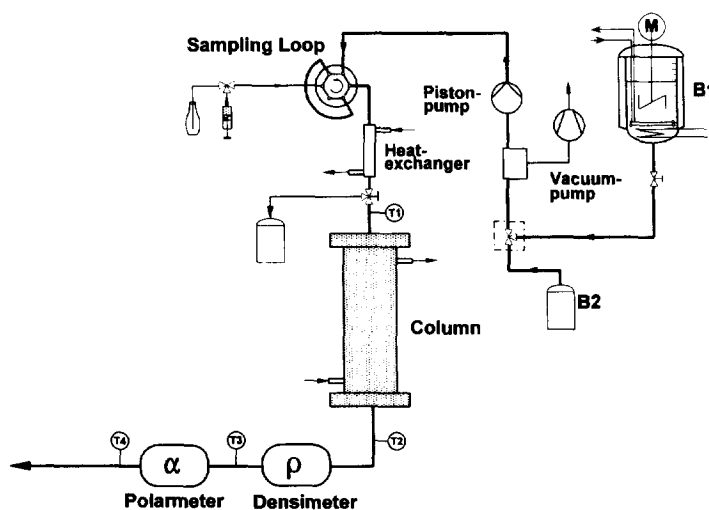 Sampling Loop
M
Piston-
pump
B1
Heat-
exchanger
Vacuum-
pump
T1
B2
Column
T2
T4
T3
α
ρ
Polarmeter
Densimeter